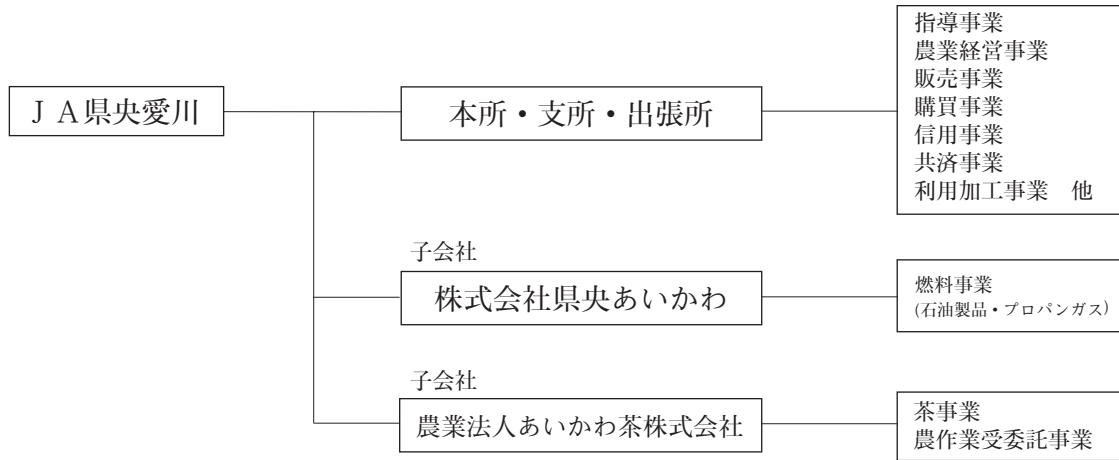 ＪＡ県央愛川
本所・支所・出張所
指導事業
農業経営事業
販売事業
購買事業
信用事業
共済事業
利用加工事業　他
子会社
株式会社県央あいかわ
燃料事業
(石油製品・プロパンガス)
子会社
農業法人あいかわ茶株式会社
茶事業
農作業受委託事業